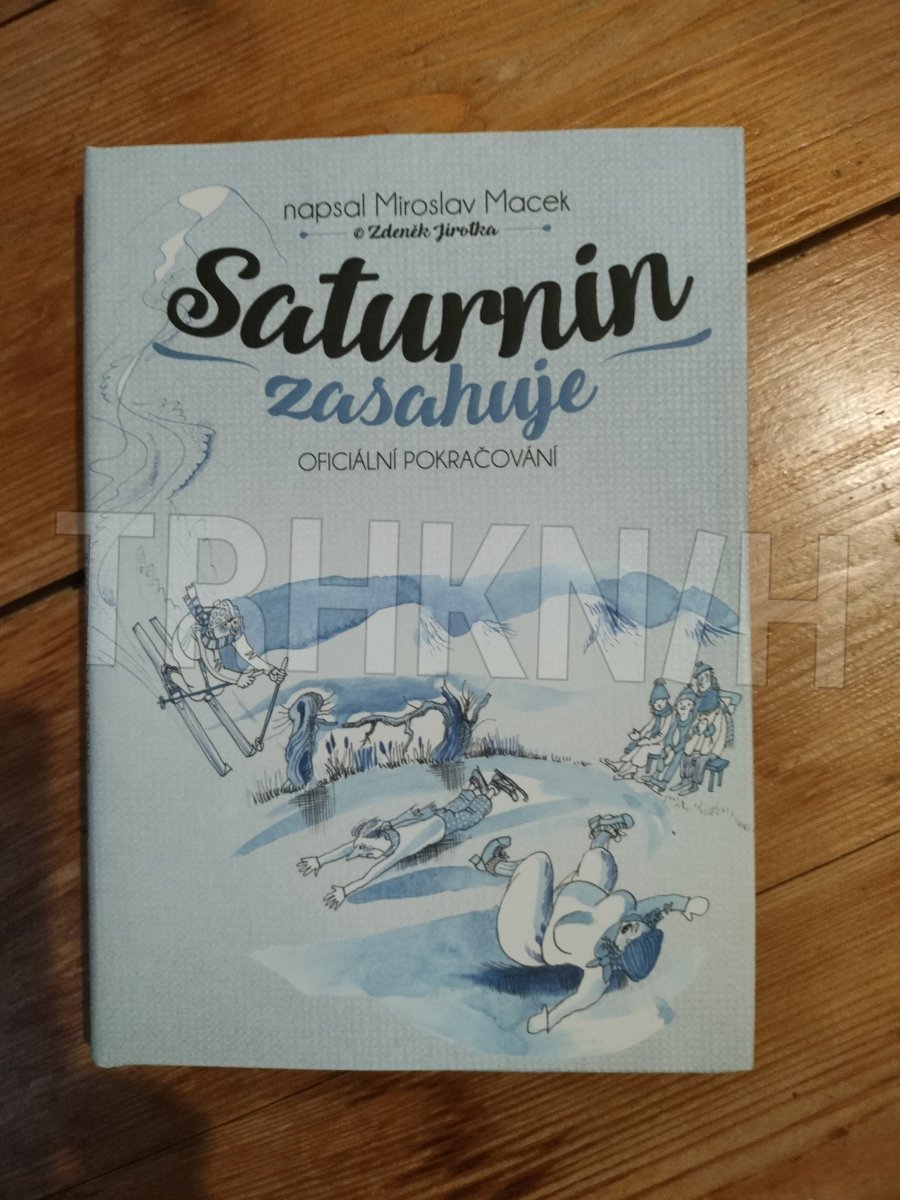 napsal Miroslav Macek
© Zdeněk Jirotka
Saturnin
zasahuje
OFICIÁLNÍ POKRAČOVÁNÍ
TRHKNIH